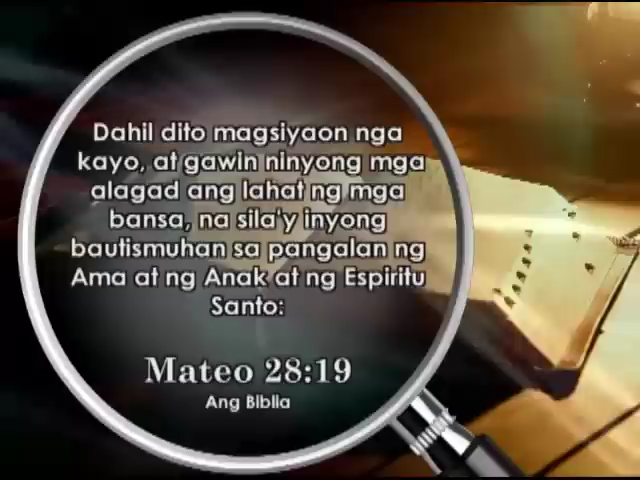 Dahil dito magsiyaon nga
kayo, at gawin ninyong mga
alagad ang lahat ng mga
bansa, na sila'y inyong
bautismuhan sa pangalan ng
Ama at ng Anak at ng Espiritu
Santo:
Mateo 28:19
Ang Biblia